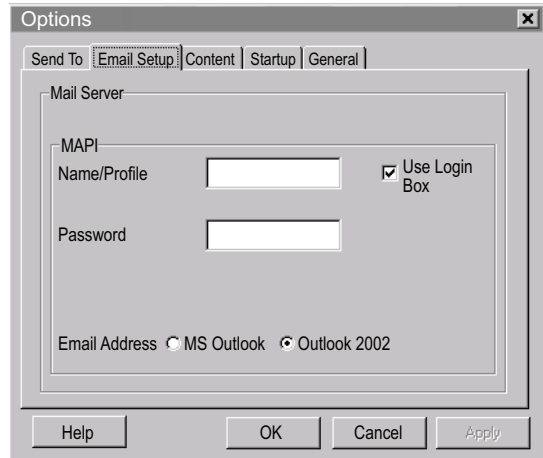 Options
Send To Email Setup Content Startup General
Mail Server
MAPI
Name/Profile
Use Login
Box
Password
Email Address MS Outlook Outlook 2002
Help OK Cancel Apply